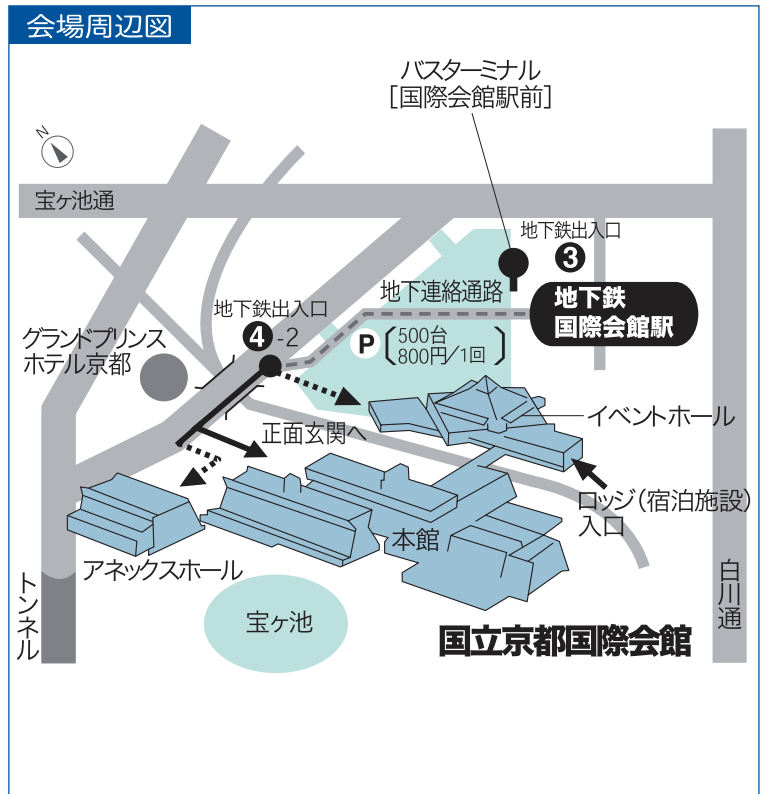 会場周辺図
バスターミナル
[国際会館駅前]
N
宝ヶ池通
地下鉄出入口
3
地下鉄
国際会館駅
地下連絡通路
地下鉄出入口
4-2
P
500台
800円/1回
グランドプリンス
ホテル京都
イベントホール
正面玄関へ
ロッジ(宿泊施設)
入口
本館
アネックスホール
トンネル
宝ヶ池
白川通
国立京都国際会館